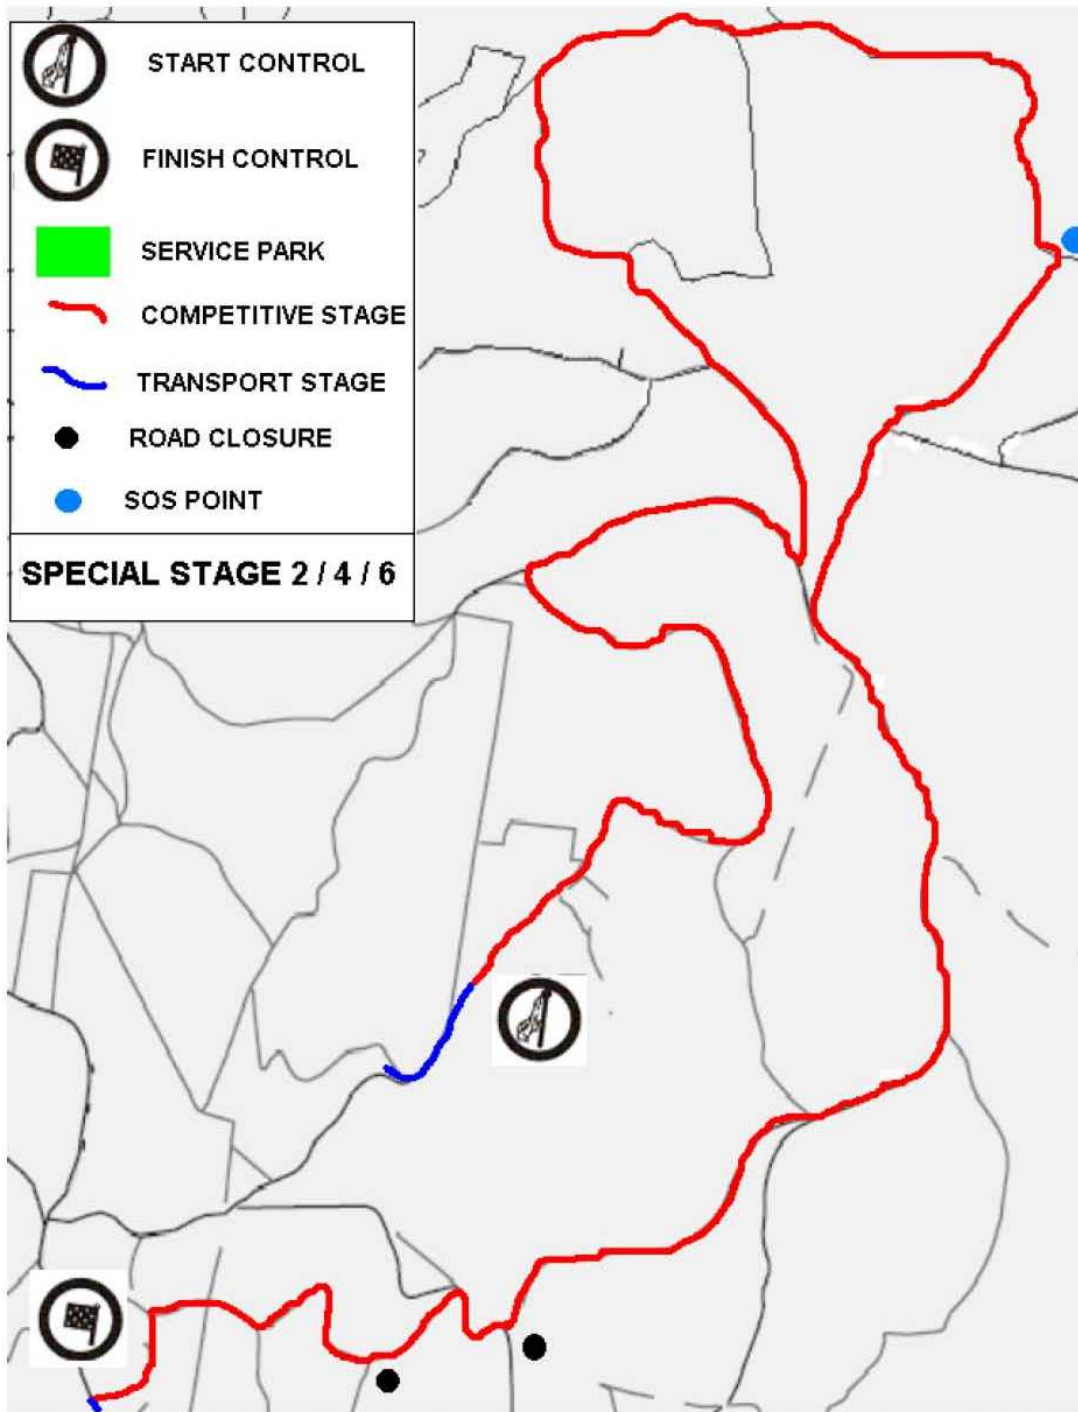 START CONTROL
FINISH CONTROL
SERVICE PARK
COMPETITIVE STAGE
TRANSPORT STAGE
ROAD CLOSURE
SOS POINT
SPECIAL STAGE 2 / 4 / 6